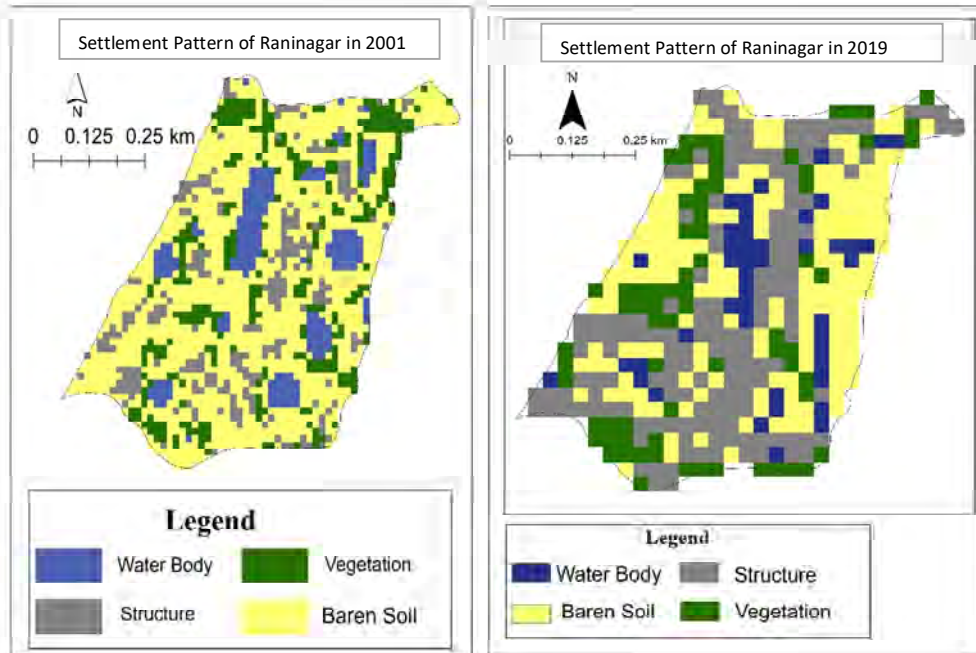 Settlement Pattern of Raninagar in 2001
N
0 0.125 0.25 km
Legend
Water Body
Vegetation
Structure
Baren Soil
Settlement Pattern of Raninagar in 2019
N
0 0.125 0.25 km
Legend
Water Body
Structure
Baren Soil
Vegetation